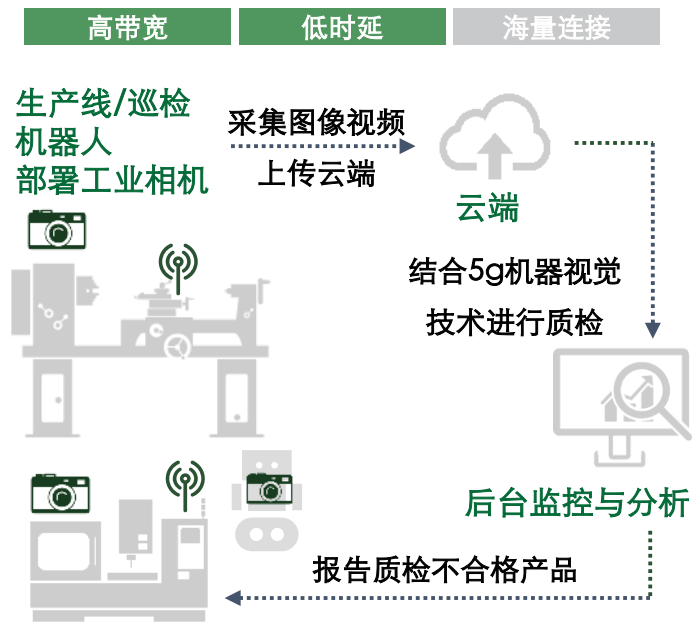 高带宽
低时延
海量连接
生产线/巡检
机器人
部署工业相机
采集图像视频
上传云端
云端
结合5g机器视觉
技术进行质检
后台监控与分析
报告质检不合格产品